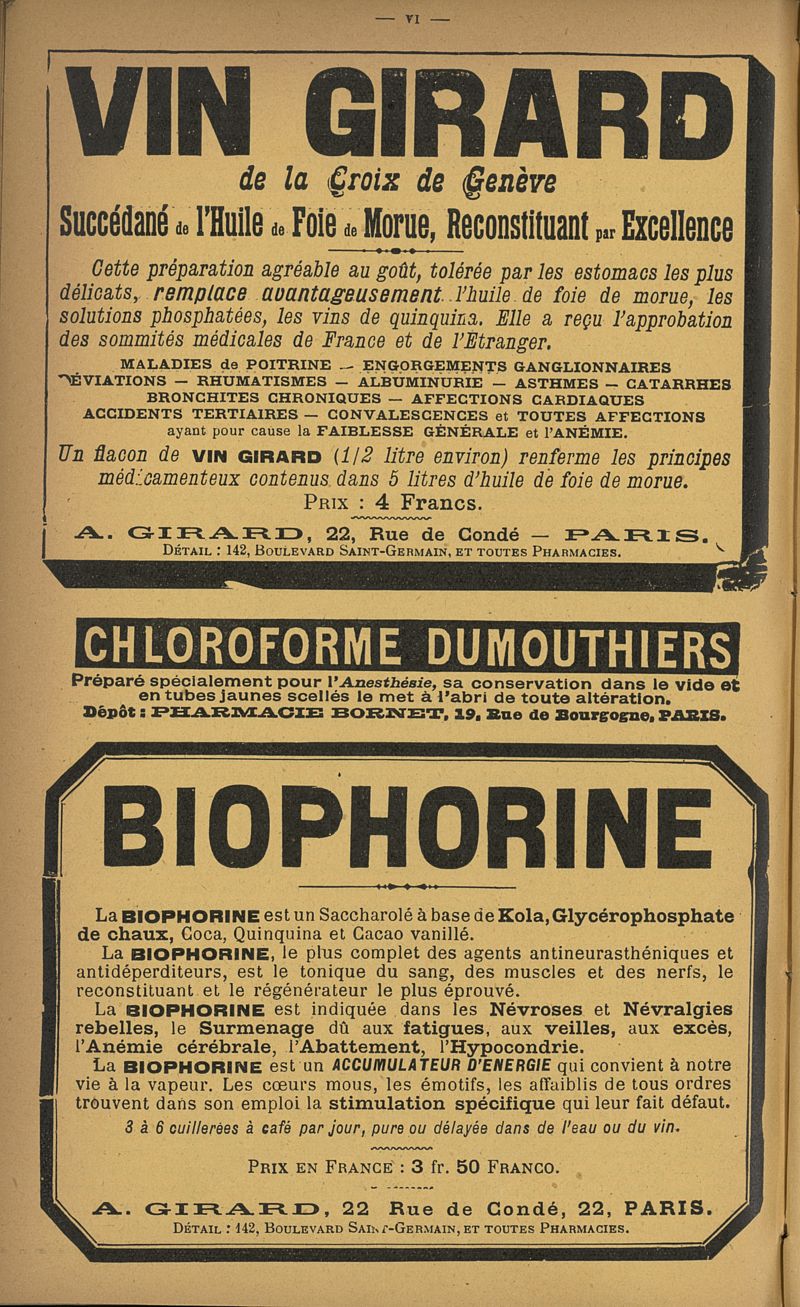 — VI —
VIN GIRARD
de la Croix de Genève
Succédané de l'Huile de Foie de Morue, Reconstituant par Excellence
Cette préparation agréable au goût, tolérée par les estomacs les plus
délicats, remplace avantageusement l'huile de foie de morue, les
solutions phosphatées, les vins de quinquina. Elle a reçu l'approbation
des sommités médicales de France et de l'Etranger.
MALADIES de POITRINE — ENGORGEMENTS GANGLIONNAIRES
DÉVIATIONS — RHUMATISMES — ALBUMINURIE — ASTHMES — CATARRHES
BRONCHITES CHRONIQUES — AFFECTIONS CARDIAQUES
ACCIDENTS TERTIAIRES — CONVALESCENCES et TOUTES AFFECTIONS
ayant pour cause la FAIBLESSE GÉNÉRALE et l'ANÉMIE.
Un flacon de VIN GIRARD (1/2 litre environ) renferme les principes
médicamenteux contenus dans 5 litres d'huile de foie de morue.
PRIX : 4 Francs.
A. GIRARD, 22, Rue de Condé — PARIS.
DÉTAIL : 142, BOULEVARD SAINT-GERMAIN, ET TOUTES PHARMACIES.
CHLOROFORME DUMOUTHIERS
Préparé spécialement pour l'Anesthésie, sa conservation dans le vide et
en tubes jaunes scellés le met à l'abri de toute altération.
Dépôt : PHARMACIE BORNET, 19, Rue de Bourgogne, PARIS.
BIOPHORINE
La BIOPHORINE est un Saccharolé à base de Kola, Glycérophosphate
de chaux, Coca, Quinquina et Cacao vanillé.
La BIOPHORINE, le plus complet des agents antineurasthéniques et
antidéperditeurs, est le tonique du sang, des muscles et des nerfs, le
reconstituant et le régénérateur le plus éprouvé.
La BIOPHORINE est indiquée dans les Névroses et Névralgies
rebelles, le Surmenage dû aux fatigues, aux veilles, aux excès,
l'Anémie cérébrale, l'Abattement, l'Hypocondrie.
La BIOPHORINE est un ACCUMULATEUR D'ENERGIE qui convient à notre
vie à la vapeur. Les cœurs mous, les émotifs, les affaiblis de tous ordres
trouvent dans son emploi la stimulation spécifique qui leur fait défaut.
3 à 6 cuillerées à café par jour, pure ou délayée dans de l'eau ou du vin.
PRIX EN FRANCE : 3 fr. 50 FRANCO.
A. GIRARD, 22 Rue de Condé, 22, PARIS.
DÉTAIL : 142, BOULEVARD SAINT-GERMAIN, ET TOUTES PHARMACIES.